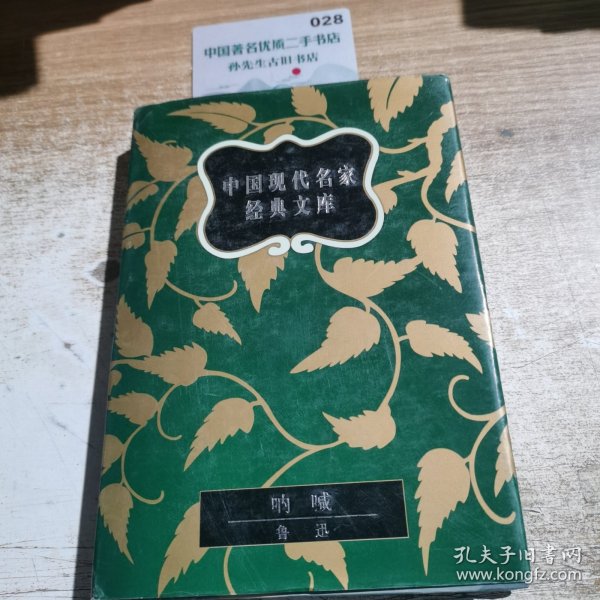 028
中国著名优质二手书店
孙先生古旧书店
中国现代名家
经典文库
呐喊
鲁迅
孔夫子旧书网
www.kongfz.com